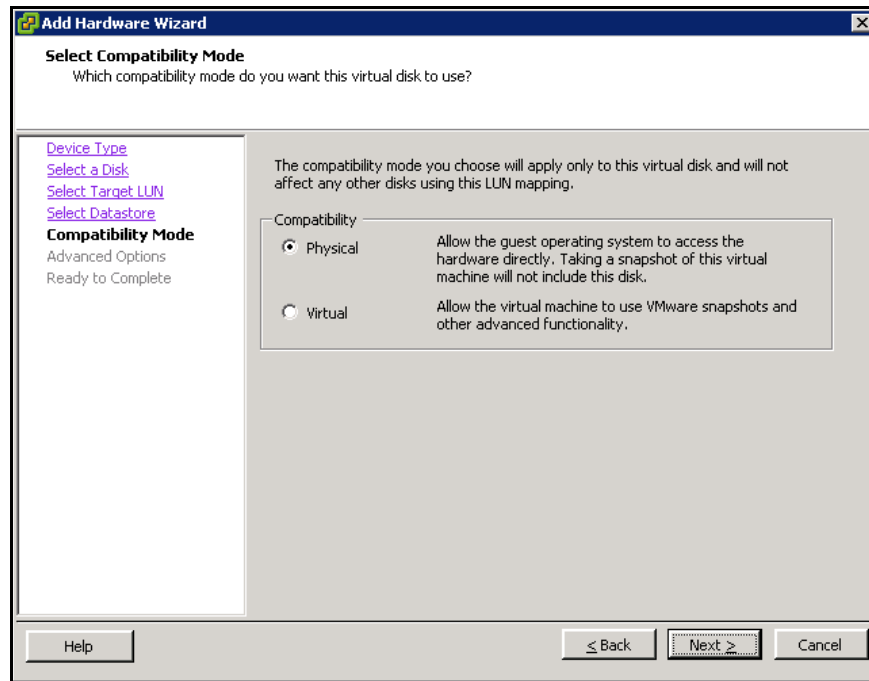 Add Hardware Wizard
Select Compatibility Mode
Which compatibility mode do you want this virtual disk to use?
Device Type
Select a Disk
Select Target LUN
Select Datastore
Compatibility Mode
Advanced Options
Ready to Complete
The compatibility mode you choose will apply only to this virtual disk and will not
affect any other disks using this LUN mapping.
Compatibility
Physical
Allow the guest operating system to access the
hardware directly. Taking a snapshot of this virtual
machine will not include this disk.
Virtual
Allow the virtual machine to use VMware snapshots and
other advanced functionality.
Help
≤ Back
Next ≥
Cancel